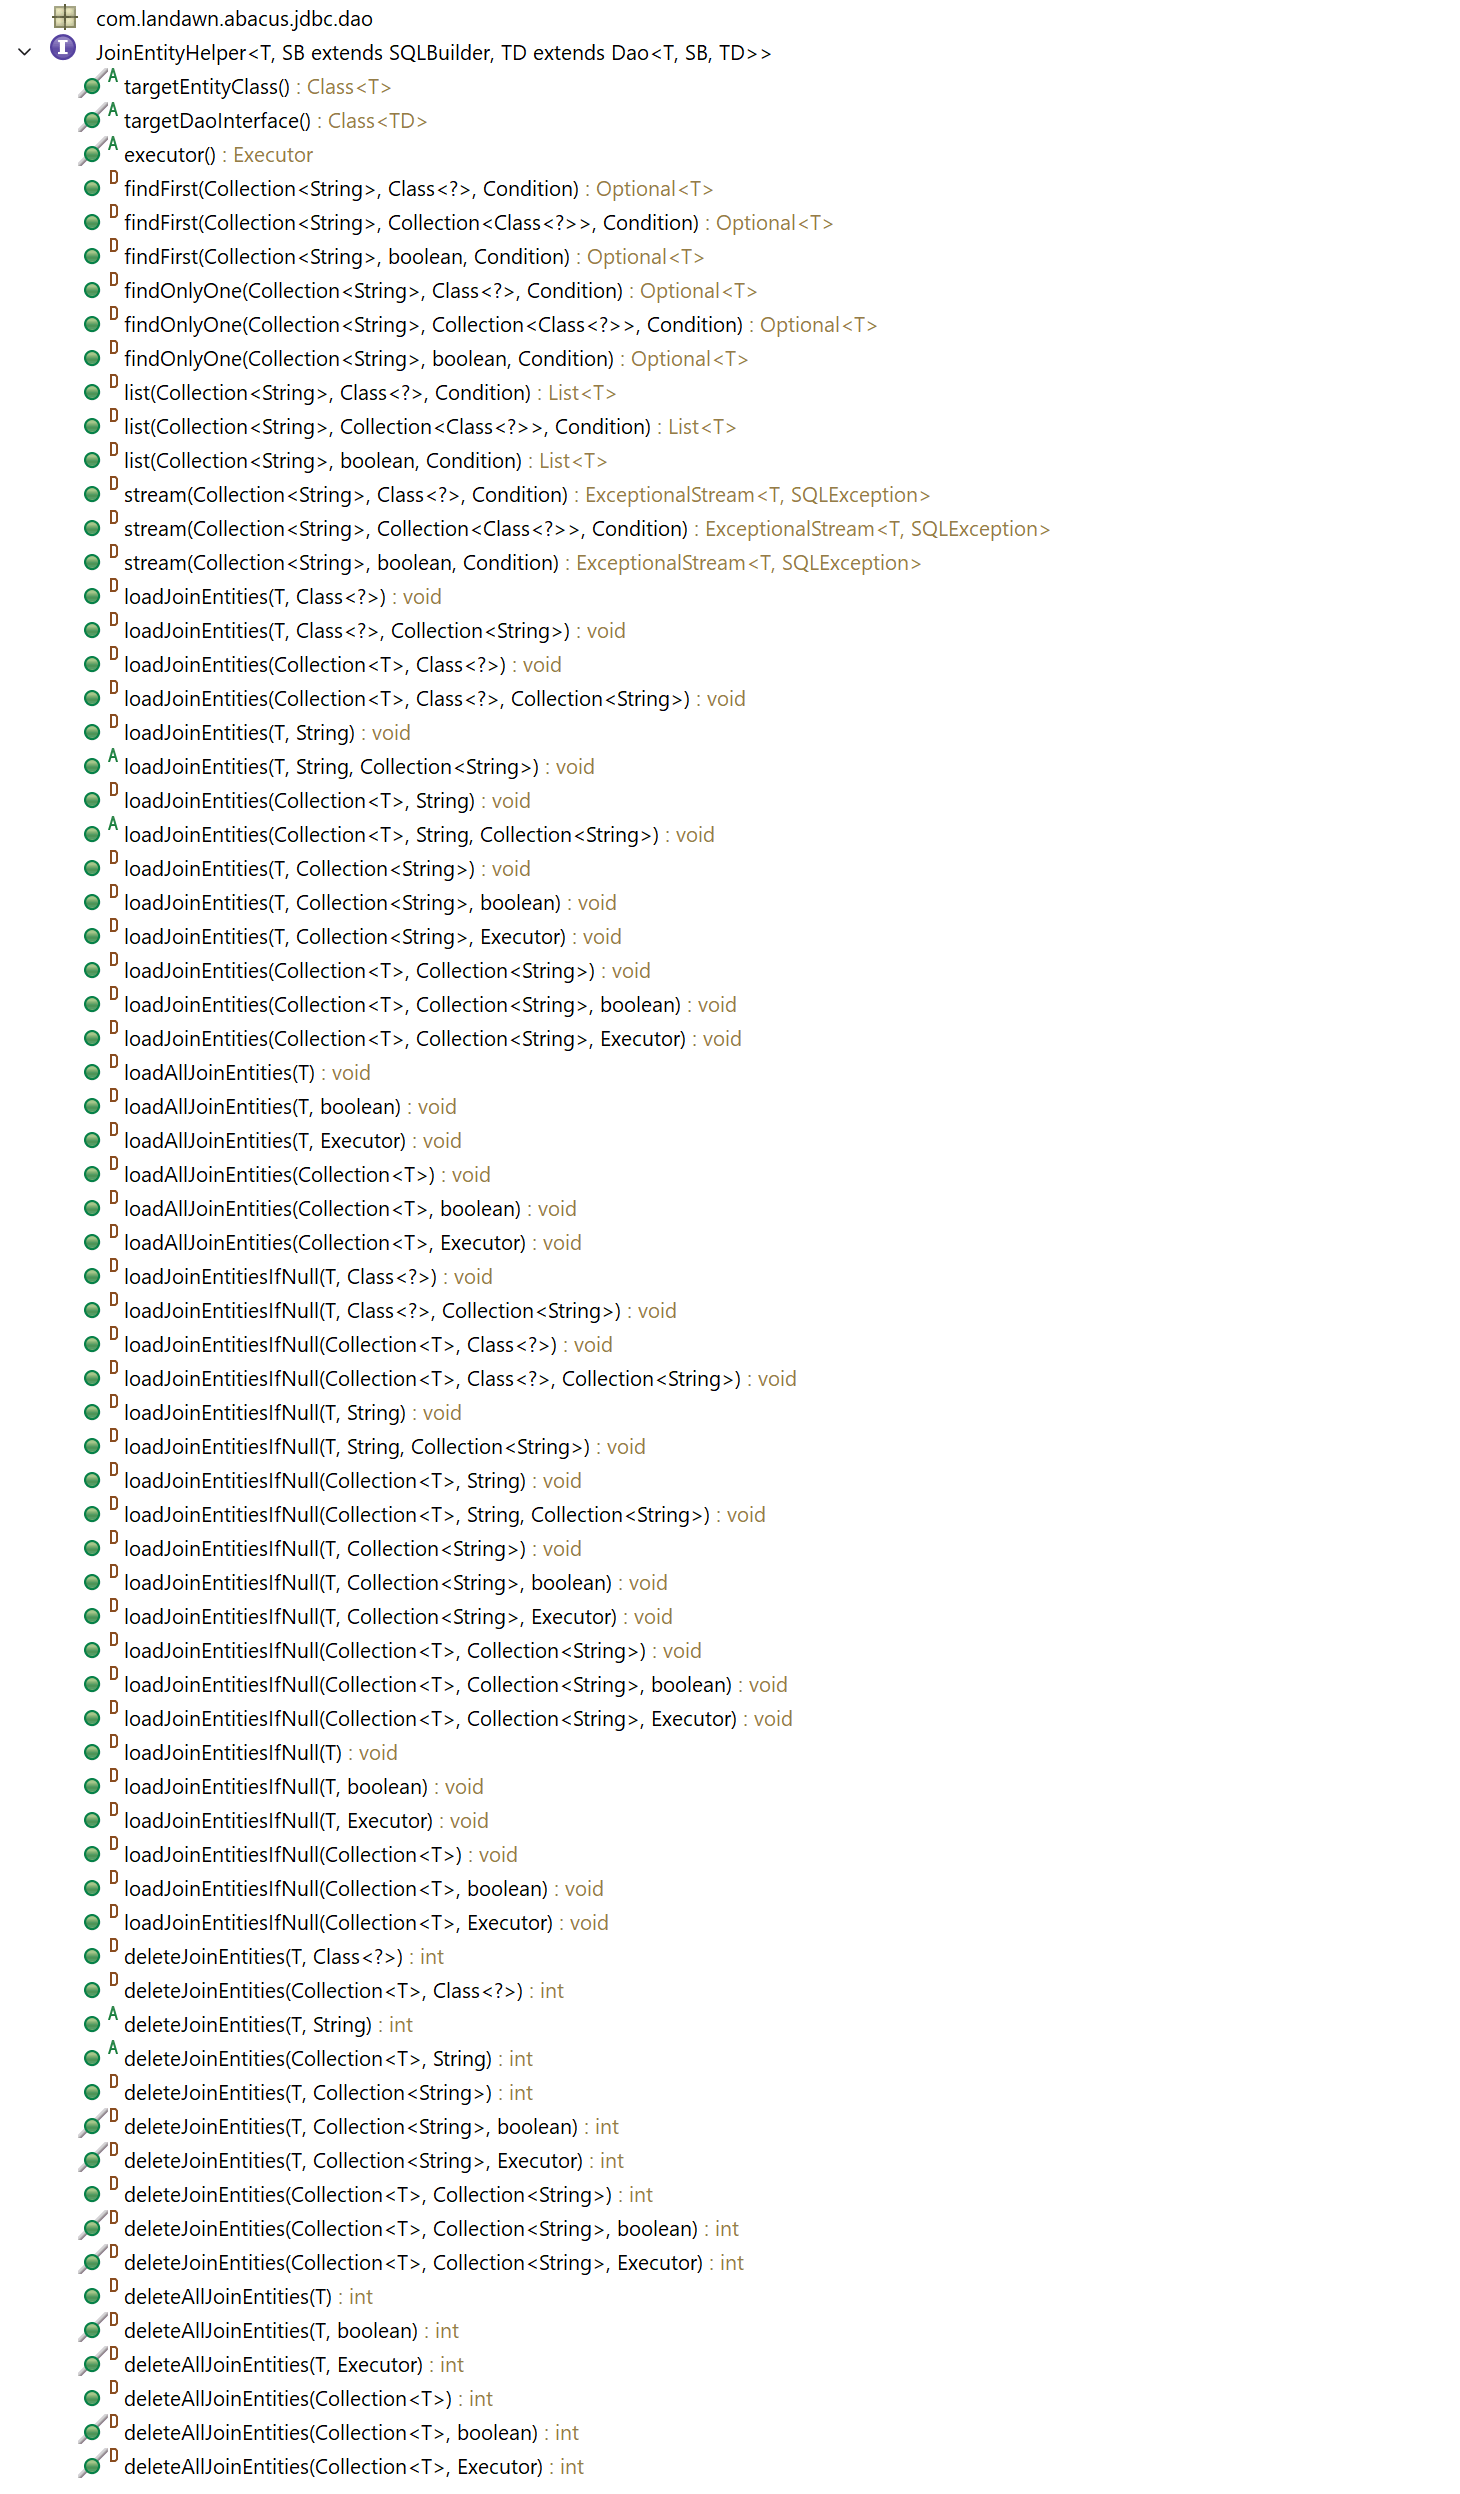 com.landawn.abacus.jdbc.dao
JoinEntityHelper<T, SB extends SQLBuilder, TD extends Dao<T, SB, TD>>
A targetEntityClass() : Class<T>
A targetDaoInterface() : Class<TD>
A executor() : Executor
D findFirst(Collection<String>, Class<?>, Condition) : Optional<T>
D findFirst(Collection<String>, Collection<Class<?>>, Condition) : Optional<T>
D findFirst(Collection<String>, boolean, Condition) : Optional<T>
D findOnlyOne(Collection<String>, Class<?>, Condition) : Optional<T>
D findOnlyOne(Collection<String>, Collection<Class<?>>, Condition) : Optional<T>
D findOnlyOne(Collection<String>, boolean, Condition) : Optional<T>
D list(Collection<String>, Class<?>, Condition) : List<T>
D list(Collection<String>, Collection<Class<?>>, Condition) : List<T>
D list(Collection<String>, boolean, Condition) : List<T>
D stream(Collection<String>, Class<?>, Condition) : ExceptionalStream<T, SQLException>
D stream(Collection<String>, Collection<Class<?>>, Condition) : ExceptionalStream<T, SQLException>
D stream(Collection<String>, boolean, Condition) : ExceptionalStream<T, SQLException>
D loadJoinEntities(T, Class<?>) : void
D loadJoinEntities(T, Class<?>, Collection<String>) : void
D loadJoinEntities(Collection<T>, Class<?>) : void
D loadJoinEntities(Collection<T>, Class<?>, Collection<String>) : void
D loadJoinEntities(T, String) : void
A loadJoinEntities(T, String, Collection<String>) : void
D loadJoinEntities(Collection<T>, String) : void
A loadJoinEntities(Collection<T>, String, Collection<String>) : void
D loadJoinEntities(T, Collection<String>) : void
D loadJoinEntities(T, Collection<String>, boolean) : void
D loadJoinEntities(T, Collection<String>, Executor) : void
D loadJoinEntities(Collection<T>, Collection<String>) : void
D loadJoinEntities(Collection<T>, Collection<String>, boolean) : void
D loadJoinEntities(Collection<T>, Collection<String>, Executor) : void
D loadAllJoinEntities(T) : void
D loadAllJoinEntities(T, boolean) : void
D loadAllJoinEntities(T, Executor) : void
D loadAllJoinEntities(Collection<T>) : void
D loadAllJoinEntities(Collection<T>, boolean) : void
D loadAllJoinEntities(Collection<T>, Executor) : void
D loadJoinEntitiesIfNull(T, Class<?>) : void
D loadJoinEntitiesIfNull(T, Class<?>, Collection<String>) : void
D loadJoinEntitiesIfNull(Collection<T>, Class<?>) : void
D loadJoinEntitiesIfNull(Collection<T>, Class<?>, Collection<String>) : void
D loadJoinEntitiesIfNull(T, String) : void
D loadJoinEntitiesIfNull(T, String, Collection<String>) : void
D loadJoinEntitiesIfNull(Collection<T>, String) : void
D loadJoinEntitiesIfNull(Collection<T>, String, Collection<String>) : void
D loadJoinEntitiesIfNull(T, Collection<String>) : void
D loadJoinEntitiesIfNull(T, Collection<String>, boolean) : void
D loadJoinEntitiesIfNull(T, Collection<String>, Executor) : void
D loadJoinEntitiesIfNull(Collection<T>, Collection<String>) : void
D loadJoinEntitiesIfNull(Collection<T>, Collection<String>, boolean) : void
D loadJoinEntitiesIfNull(Collection<T>, Collection<String>, Executor) : void
D loadJoinEntitiesIfNull(T) : void
D loadJoinEntitiesIfNull(T, boolean) : void
D loadJoinEntitiesIfNull(T, Executor) : void
D loadJoinEntitiesIfNull(Collection<T>) : void
D loadJoinEntitiesIfNull(Collection<T>, boolean) : void
D loadJoinEntitiesIfNull(Collection<T>, Executor) : void
D deleteJoinEntities(T, Class<?>) : int
D deleteJoinEntities(Collection<T>, Class<?>) : int
A deleteJoinEntities(T, String) : int
A deleteJoinEntities(Collection<T>, String) : int
D deleteJoinEntities(T, Collection<String>) : int
D deleteJoinEntities(T, Collection<String>, boolean) : int
D deleteJoinEntities(T, Collection<String>, Executor) : int
D deleteJoinEntities(Collection<T>, Collection<String>) : int
D deleteJoinEntities(Collection<T>, Collection<String>, boolean) : int
D deleteJoinEntities(Collection<T>, Collection<String>, Executor) : int
D deleteAllJoinEntities(T) : int
D deleteAllJoinEntities(T, boolean) : int
D deleteAllJoinEntities(T, Executor) : int
D deleteAllJoinEntities(Collection<T>) : int
D deleteAllJoinEntities(Collection<T>, boolean) : int
D deleteAllJoinEntities(Collection<T>, Executor) : int